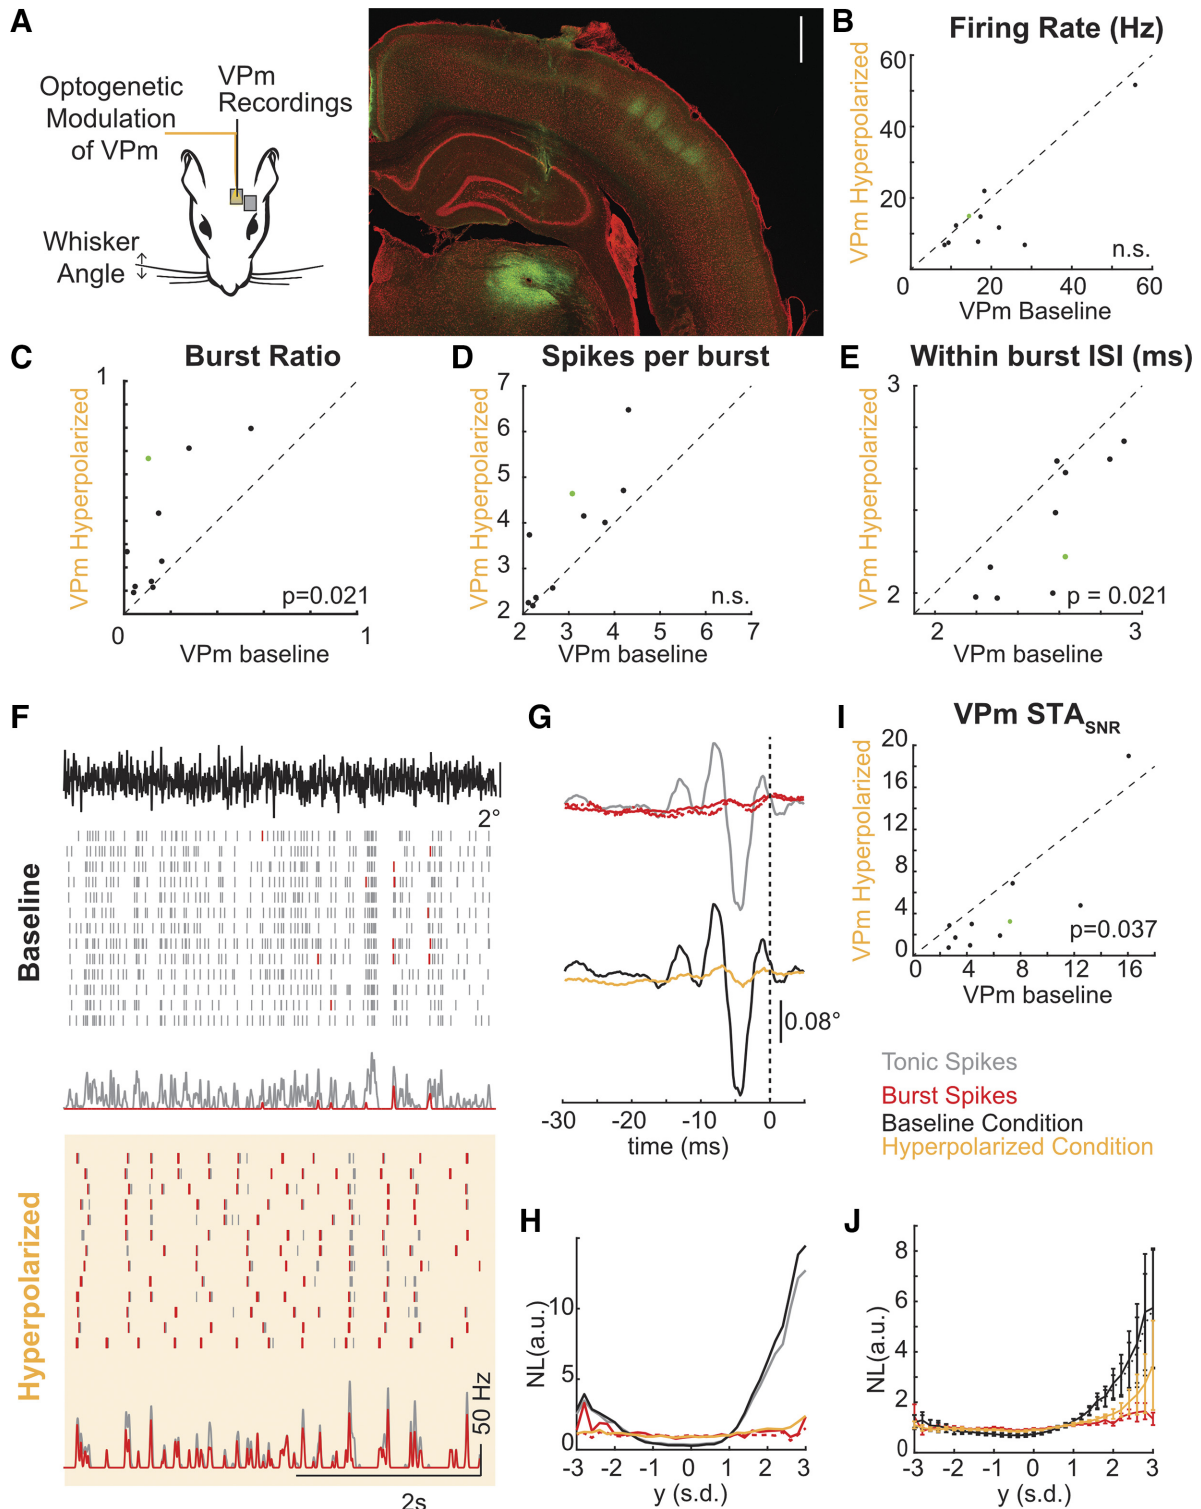 A
Optogenetic
Modulation
of VPm
VPm
Recordings
Whisker
Angle
B
Firing Rate (Hz)
VPm Hyperpolarized
60
40
20
0
20
40
60
n.s.
VPm Baseline
C
Burst Ratio
VPm Hyperpolarized
1
p=0.021
0
1
VPm baseline
D
Spikes per burst
VPm Hyperpolarized
7
6
5
4
3
2
n.s.
2
3
4
5
6
7
VPm baseline
E
Within burst ISI (ms)
VPm Hyperpolarized
3
2
p = 0.021
2
3
VPm baseline
F
Baseline
2°
Hyperpolarized
50 Hz
2s
G
0.08°
-30
-20
-10
0
time (ms)
H
NL(a.u.)
10
5
0
-3
-2
-1
0
1
2
3
y (s.d.)
I
VPm STASNR
VPm Hyperpolarized
20
16
12
8
4
0
p=0.037
0
4
8
12
16
VPm baseline
Tonic Spikes
Burst Spikes
Baseline Condition
Hyperpolarized Condition
J
NL(a.u.)
8
6
4
2
0
-3
-2
-1
0
1
2
3
y (s.d.)